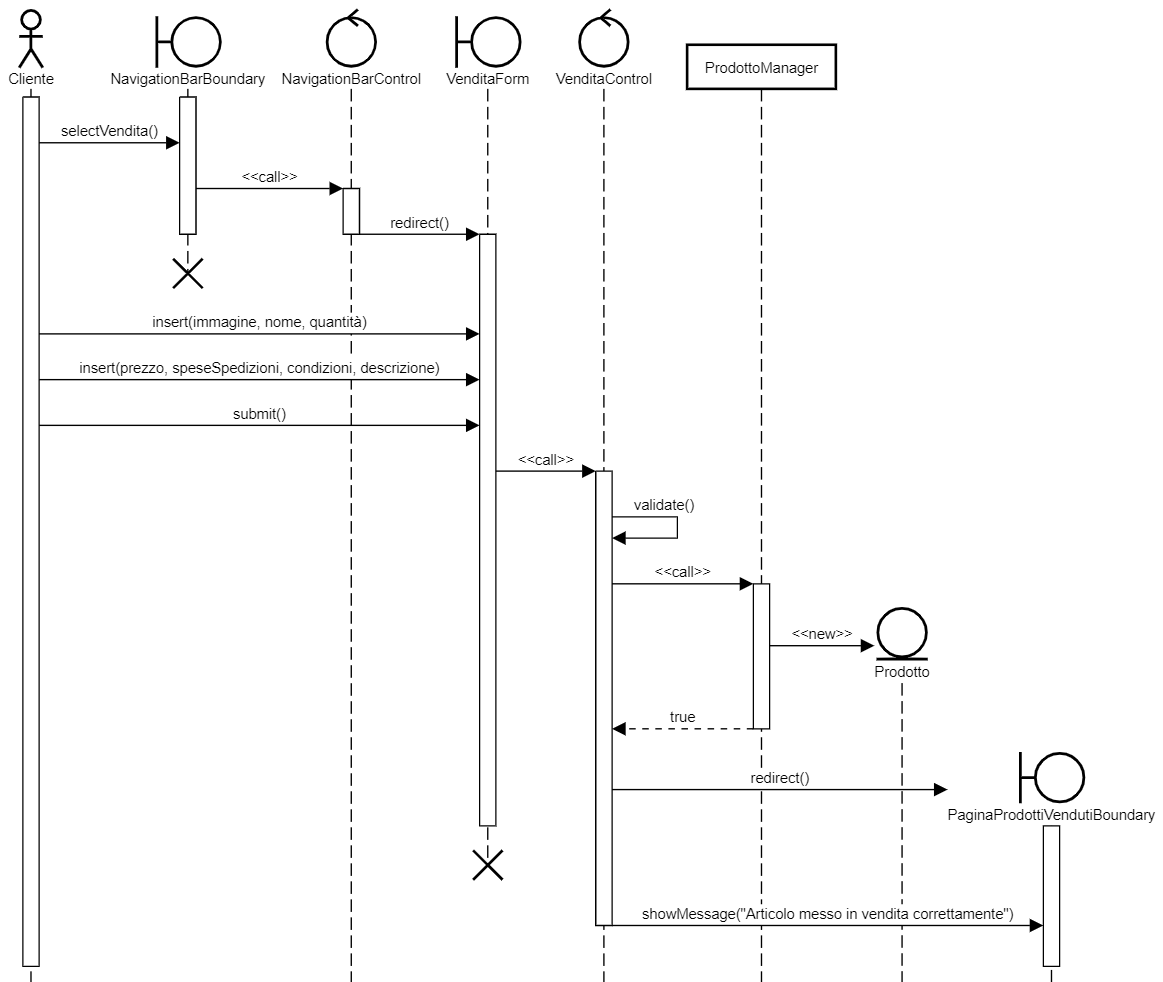 Cliente
NavigationBarBoundary
NavigationBarControl
VenditaForm
VenditaControl
ProdottoManager
selectVendita()
<<call>>
redirect()
insert(immagine, nome, quantità)
insert(prezzo, speseSpedizioni, condizioni, descrizione)
submit()
<<call>>
validate()
<<call>>
<<new>>
Prodotto
true
redirect()
PaginaProdottiVendutiBoundary
showMessage("Articolo messo in vendita correttamente")